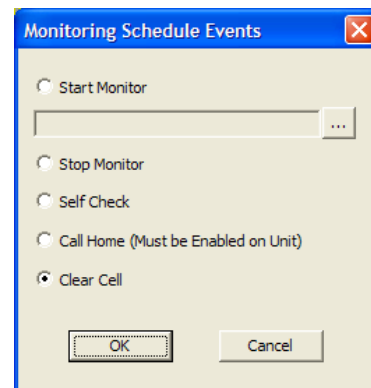 Monitoring Schedule Events
Start Monitor
...
Stop Monitor
Self Check
Call Home (Must be Enabled on Unit)
Clear Cell
OK
Cancel